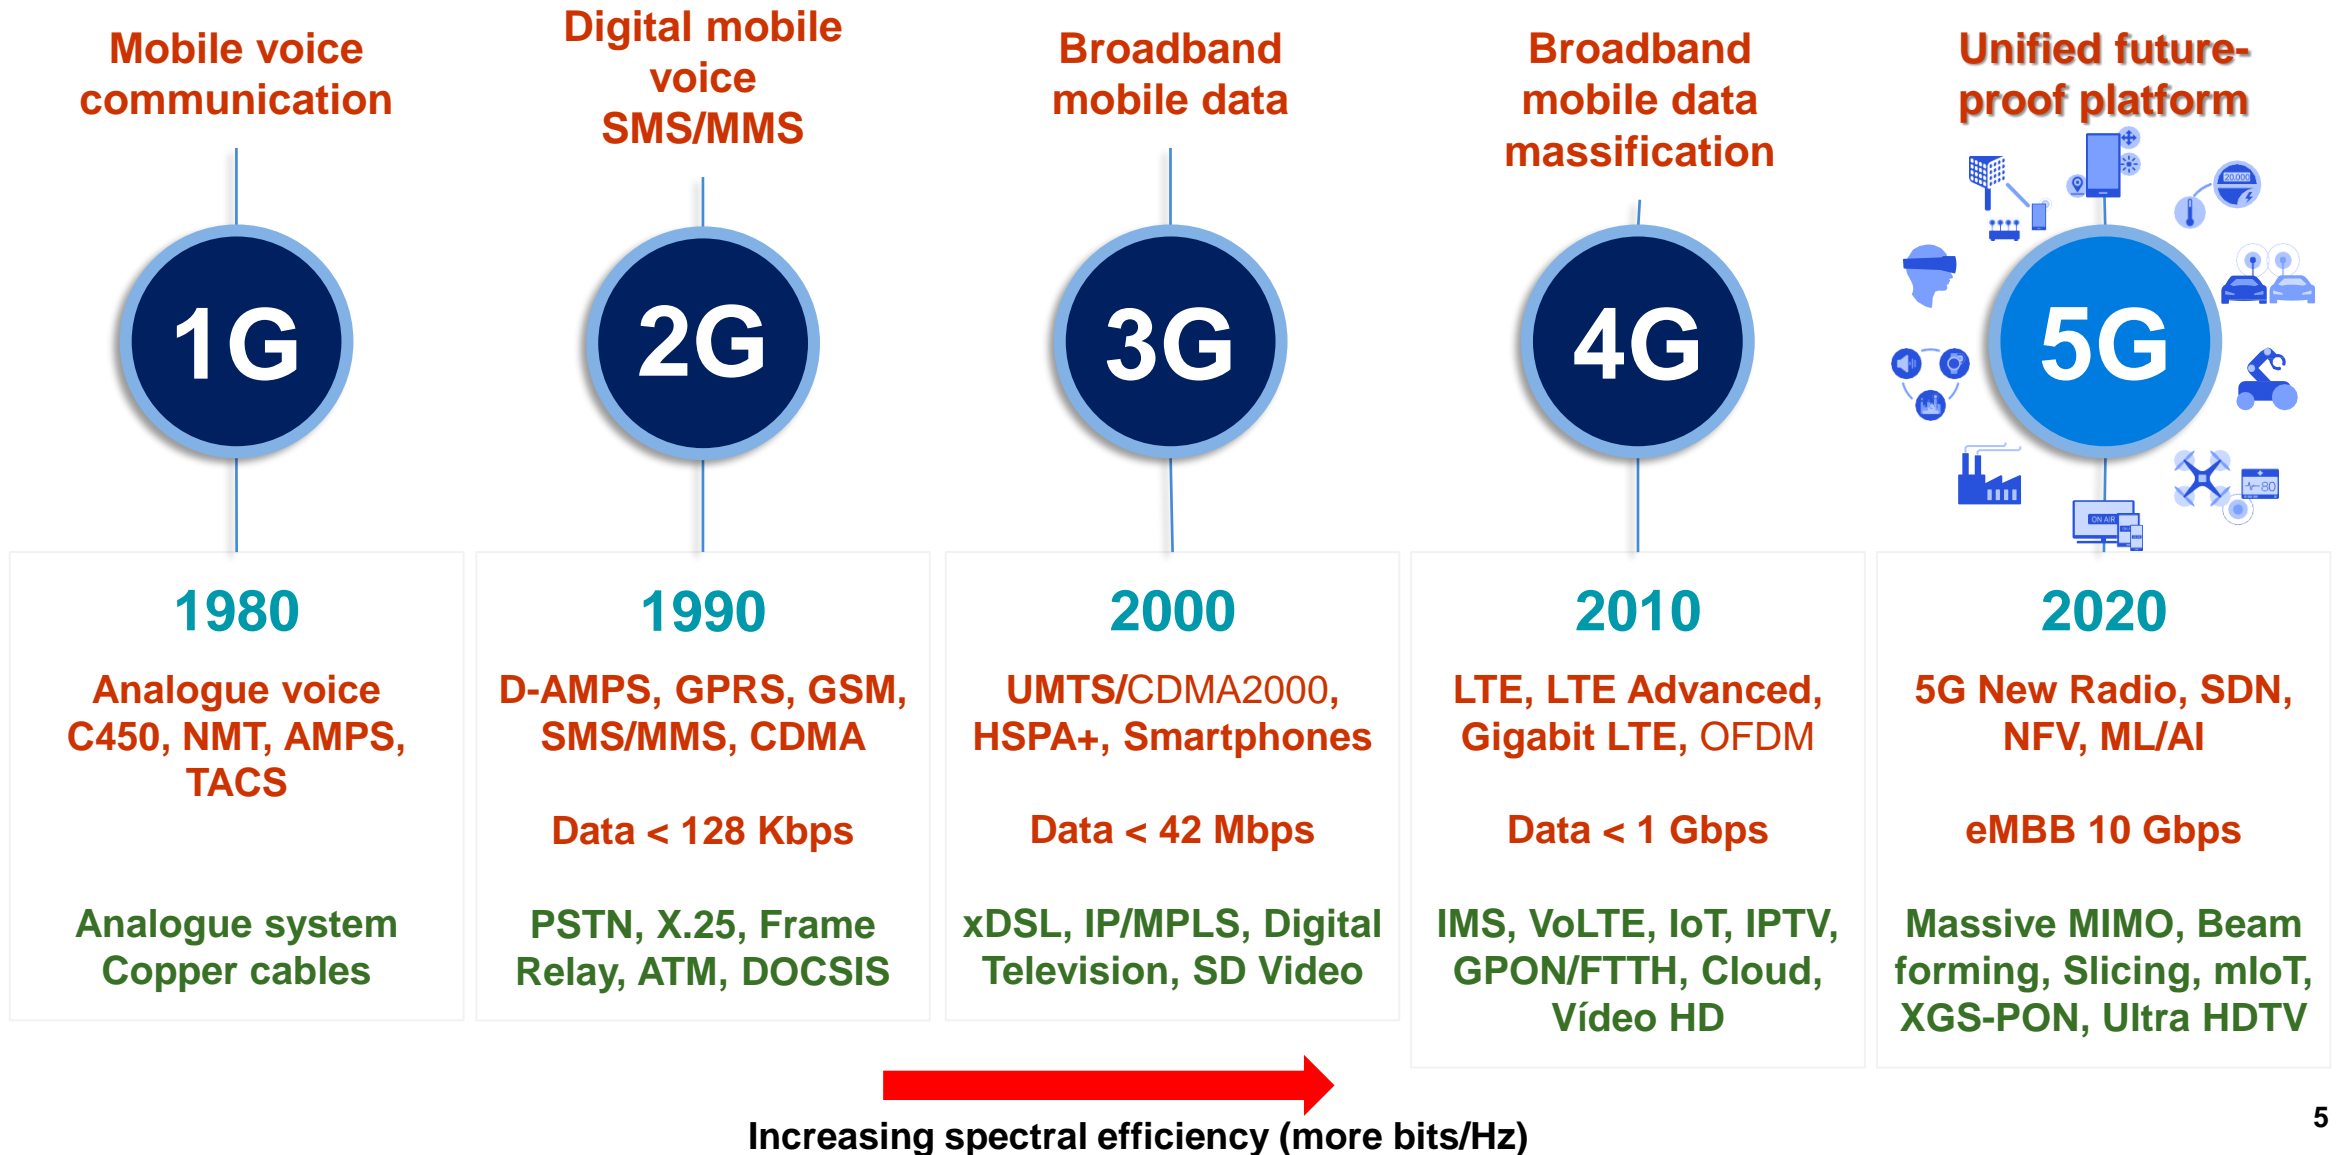 Mobile voice
communication
Digital mobile
voice
SMS/MMS
Broadband
mobile data
Broadband
mobile data
massification
Unified future-
proof platform
1G
2G
3G
4G
5G
20.000
80
ON AIR
1980
Analogue voice
C450, NMT, AMPS,
TACS
Analogue system
Copper cables
1990
D-AMPS, GPRS, GSM,
SMS/MMS, CDMA
Data < 128 Kbps
PSTN, X.25, Frame
Relay, ATM, DOCSIS
2000
UMTS/CDMA2000,
HSPA+, Smartphones
Data < 42 Mbps
xDSL, IP/MPLS, Digital
Television, SD Video
2010
LTE, LTE Advanced,
Gigabit LTE, OFDM
Data < 1 Gbps
IMS, VoLTE, IoT, IPTV,
GPON/FTTH, Cloud,
Vídeo HD
2020
5G New Radio, SDN,
NFV, ML/AI
eMBB 10 Gbps
Massive MIMO, Beam
forming, Slicing, mIoT,
XGS-PON, Ultra HDTV
Increasing spectral efficiency (more bits/Hz)
5